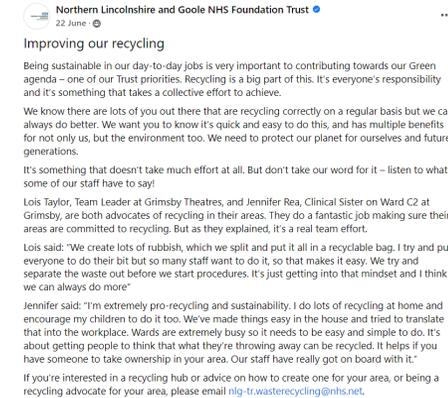 Northern Lincolnshire and Goole NHS Foundation Trust
22 June ·
Improving our recycling
Being sustainable in our day-to-day jobs is very important to contributing towards our Green
agenda – one of our Trust priorities. Recycling is a big part of this. It's everyone's responsibility
and it's something that takes a collective effort to achieve.
We know there are lots of you out there that are recycling correctly on a regular basis but we ca
always do better. We want you to know it's quick and easy to do this, and has multiple benefits
for not only us, but the environment too. We need to protect our planet for ourselves and future
generations.
It's something that doesn't take much effort at all. But don't take our word for it – listen to what
some of our staff have to say!
Lois Taylor, Team Leader at Grimsby Theatres, and Jennifer Rea, Clinical Sister on Ward C2 at
Grimsby, are both advocates of recycling in their areas. They do a fantastic job making sure their
areas are committed to recycling. But as they explained, it's a real team effort.
Lois said: "We create lots of rubbish, which we split and put it all in a recyclable bag. I try and pu
everyone to do their bit but so many staff want to do it, so that makes it easy. We try and
separate the waste out before we start procedures. It's just getting into that mindset and I think
we can always do more"
Jennifer said: "I'm extremely pro-recycling and sustainability. I do lots of recycling at home and
encourage my children to do it too. We've made things easy in the house and tried to translate
that into the workplace. Wards are extremely busy so it needs to be easy and simple to do. It's
about getting people to think that what they're throwing away can be recycled. It helps if you
have someone to take ownership in your area. Our staff have really got on board with it."
If you're interested in a recycling hub or advice on how to create one for your area, or being a
recycling advocate for your area, please email nlg-tr.wasterecycling@nhs.net.